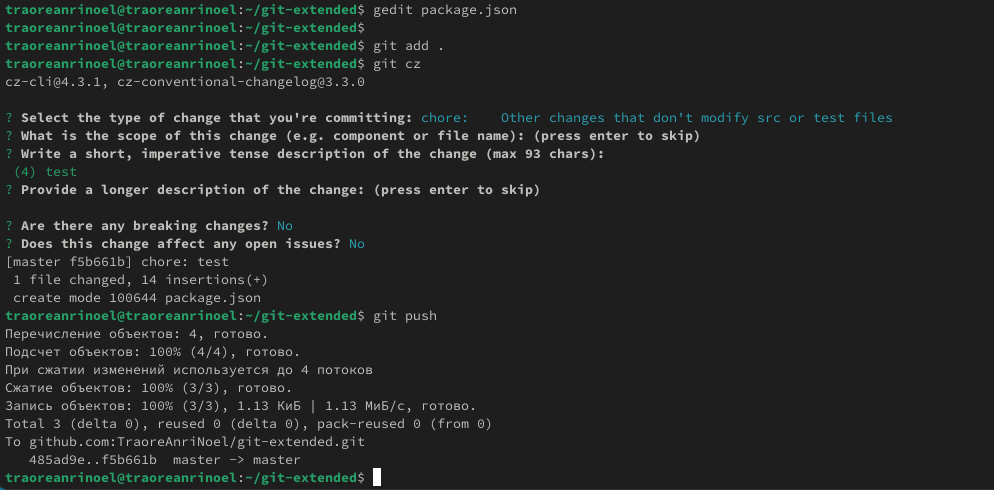 traoreanrinoel@traoreanrinoel:~/git-extended$ gedit package.json
traoreanrinoel@traoreanrinoel:~/git-extended$
traoreanrinoel@traoreanrinoel:~/git-extended$ git add .
traoreanrinoel@traoreanrinoel:~/git-extended$ git cz
cz-cli@4.3.1, cz-conventional-changelog@3.3.0
? Select the type of change that you're committing: chore:    Other changes that don't modify src or test files
? What is the scope of this change (e.g. component or file name): (press enter to skip)
? Write a short, imperative tense description of the change (max 93 chars):
(4) test
? Provide a longer description of the change: (press enter to skip)
? Are there any breaking changes? No
? Does this change affect any open issues? No
[master f5b661b] chore: test
1 file changed, 14 insertions(+)
create mode 100644 package.json
traoreanrinoel@traoreanrinoel:~/git-extended$ git push
Перечисление объектов: 4, готово.
Подсчет объектов: 100% (4/4), готово.
При сжатии изменений используется до 4 потоков
Сжатие объектов: 100% (3/3), готово.
Запись объектов: 100% (3/3), 1.13 КиБ | 1.13 МиБ/с, готово.
Total 3 (delta 0), reused 0 (delta 0), pack-reused 0 (from 0)
To github.com:TraoreAnriNoel/git-extended.git
485ad9e..f5b661b  master -> master
traoreanrinoel@traoreanrinoel:~/git-extended$